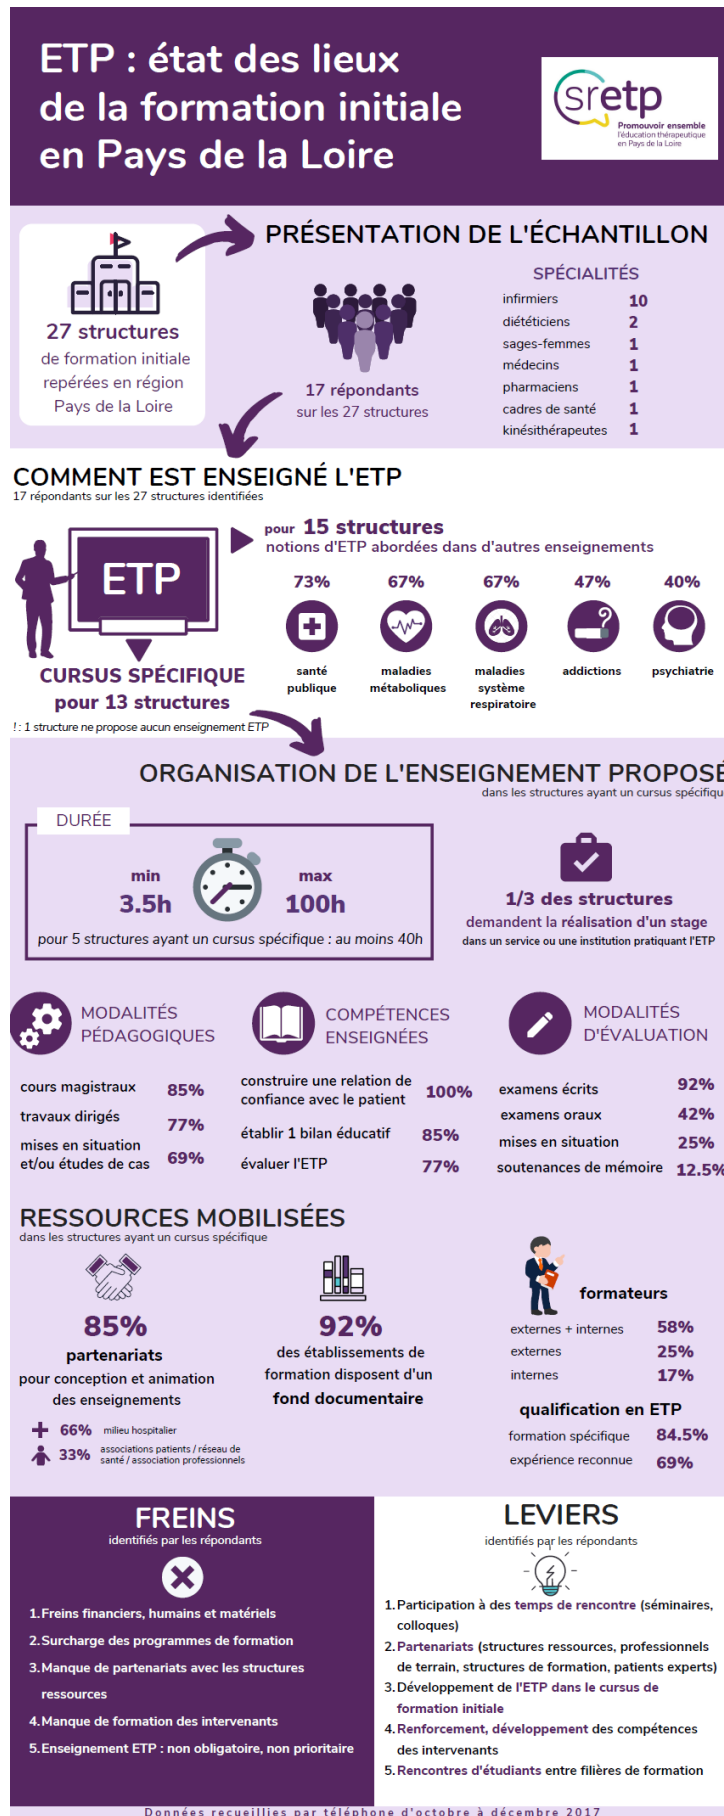 ETP : état des lieux
de la formation initiale
en Pays de la Loire
sretp
Promouvoir ensemble
l'éducation thérapeutique
en Pays de la Loire
27 structures
de formation initiale
repérées en région
Pays de la Loire
PRÉSENTATION DE L'ÉCHANTILLON
17 répondants
sur les 27 structures
SPÉCIALITÉS
infirmiers 10
diététiciens 2
sages-femmes 1
médecins 1
pharmaciens 1
cadres de santé 1
kinésithérapeutes 1
COMMENT EST ENSEIGNÉ L'ETP
17 répondants sur les 27 structures identifiées
ETP
CURSUS SPÉCIFIQUE
pour 13 structures
! : 1 structure ne propose aucun enseignement ETP
pour 15 structures
notions d'ETP abordées dans d'autres enseignements
73% 67% 67% 47% 40%
santé publique
maladies métaboliques
maladies système respiratoire
addictions
psychiatrie
ORGANISATION DE L'ENSEIGNEMENT PROPOSÉ
dans les structures ayant un cursus spécifiqu
DURÉE
min
3.5h
max
100h
pour 5 structures ayant un cursus spécifique : au moins 40h
1/3 des structures
demandent la réalisation d'un stage
dans un service ou une institution pratiquant l'ETP
MODALITÉS
PÉDAGOGIQUES
cours magistraux 85%
travaux dirigés 77%
mises en situation
et/ou études de cas 69%
COMPÉTENCES
ENSEIGNÉES
construire une relation de
confiance avec le patient 100%
établir 1 bilan éducatif 85%
évaluer l'ETP 77%
MODALITÉS
D'ÉVALUATION
examens écrits 92%
examens oraux 42%
mises en situation 25%
soutenances de mémoire 12.5%
RESSOURCES MOBILISÉES
dans les structures ayant un cursus spécifique
85%
partenariats
pour conception et animation
des enseignements
66% milieu hospitalier
33% associations patients / réseau de
santé / association professionnels
92%
des établissements de
formation disposent d'un
fond documentaire
formateurs
externes + internes 58%
externes 25%
internes 17%
qualification en ETP
formation spécifique 84.5%
expérience reconnue 69%
FREINS
identifiés par les répondants
1.Freins financiers, humains et matériels
2.Surcharge des programmes de formation
3.Manque de partenariats avec les structures
ressources
4.Manque de formation des intervenants
5.Enseignement ETP : non obligatoire, non prioritaire
LEVIERS
identifiés par les répondants
1.Participation à des temps de rencontre (séminaires,
colloques)
2.Partenariats (structures ressources, professionnels
de terrain, structures de formation, patients experts)
3.Développement de l'ETP dans le cursus de
formation initiale
4.Renforcement, développement des compétences
des intervenants
5.Rencontres d'étudiants entre filières de formation
Données recueillies par téléphone d'octobre à décembre 2017